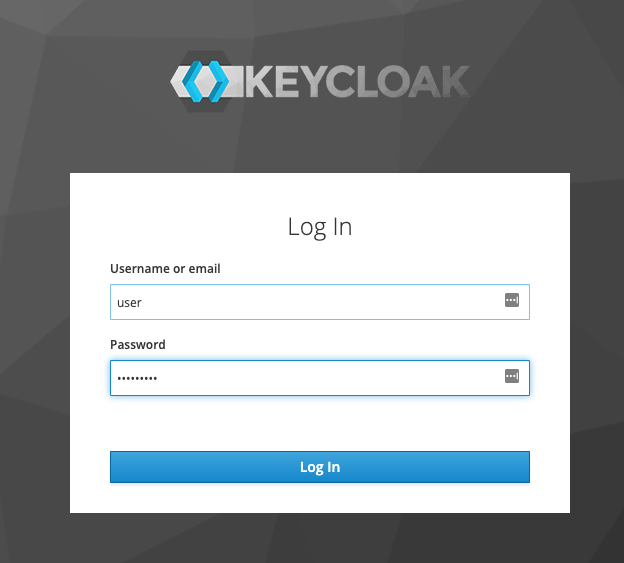 KEYCLOAK
Log In
Username or email
user
Password
•••••••••
Log In